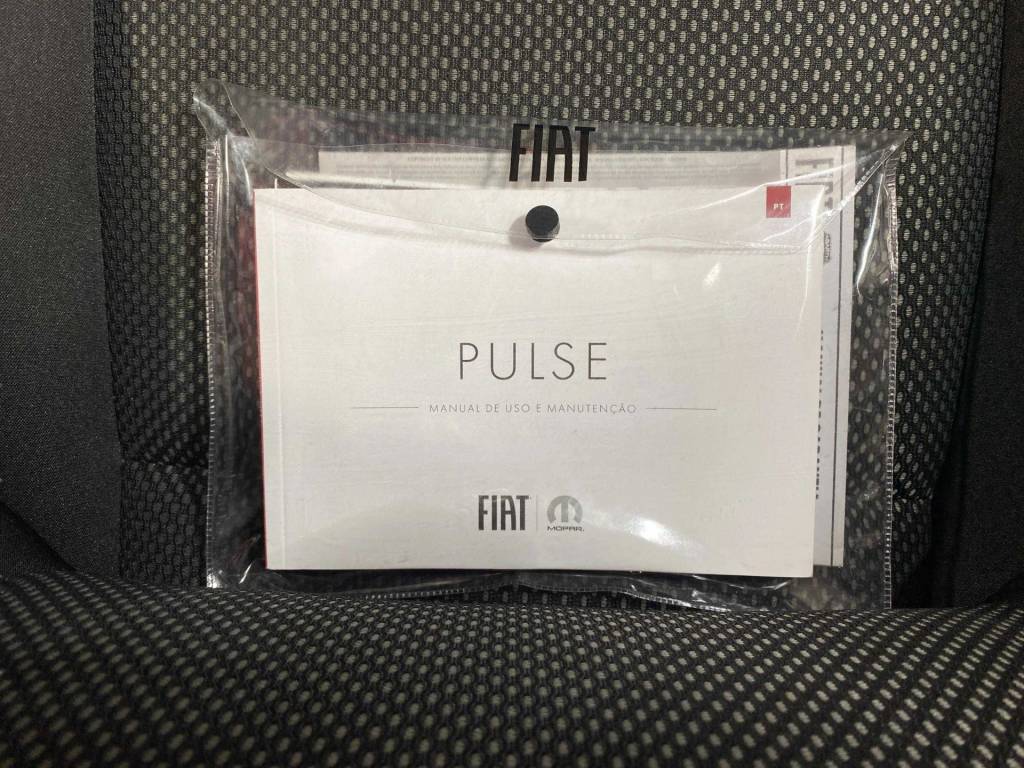 FIAT
PT
PULSE
MANUAL DE USO E MANUTENÇÃO
FIAT
MOPAR.